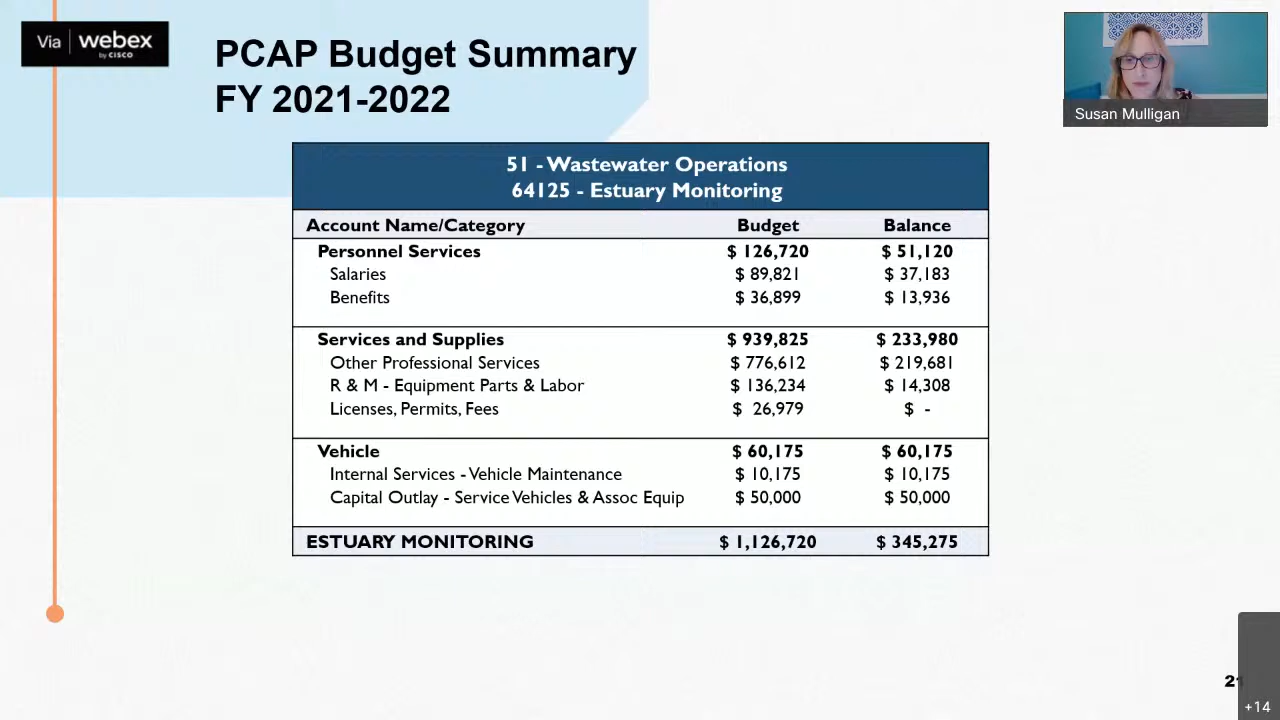 Via | webex
by CISCO
PCAP Budget Summary
FY 2021-2022
Susan Mulligan
51 - Wastewater Operations
64125 - Estuary Monitoring
Account Name/Category Budget Balance
Personnel Services $ 126,720 $ 51,120
Salaries $ 89,821 $ 37,183
Benefits $ 36,899 $ 13,936
Services and Supplies $ 939,825 $ 233,980
Other Professional Services $ 776,612 $ 219,681
R & M - Equipment Parts & Labor $ 136,234 $ 14,308
Licenses, Permits, Fees $ 26,979 $ -
Vehicle $ 60,175 $ 60,175
Internal Services - Vehicle Maintenance $ 10,175 $ 10,175
Capital Outlay - Service Vehicles & Assoc Equip $ 50,000 $ 50,000
ESTUARY MONITORING $ 1,126,720 $ 345,275
21
+14